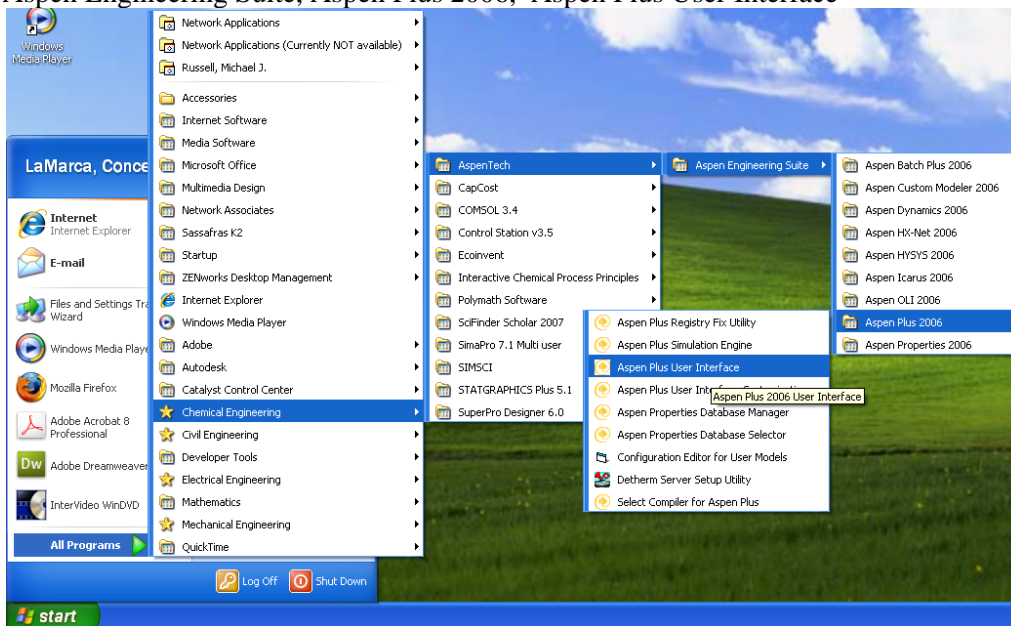 Aspen Engineering Suite, Aspen Plus 2006, Aspen Plus User Interface
Windows
Media Player
LaMarca, Conce
Internet
Internet Explorer
E-mail
Files and Settings Tra
Wizard
Windows Media Playe
Mozilla Firefox
Adobe Acrobat 8
Professional
Dw Adobe Dreamweaver
InterVideo WinDVD
All Programs
Network Applications
Network Applications (Currently NOT available)
Russell, Michael J.
Accessories
Internet Software
Media Software
Microsoft Office
Multimedia Design
Network Associates
Sassafras K2
Startup
ZENworks Desktop Management
Internet Explorer
Windows Media Player
Adobe
Autodesk
Catalyst Control Center
Chemical Engineering
Civil Engineering
Developer Tools
Electrical Engineering
Mathematics
Mechanical Engineering
QuickTime
AspenTech
CapCost
COMSOL 3.4
Control Station v3.5
Ecoinvent
Interactive Chemical Process Principles
Polymath Software
SciFinder Scholar 2007
SimaPro 7.1 Multi user
SIMSCI
STATGRAPHICS Plus 5.1
SuperPro Designer 6.0
Aspen Engineering Suite
Aspen Batch Plus 2006
Aspen Custom Modeler 2006
Aspen Dynamics 2006
Aspen HX-Net 2006
Aspen HYSYS 2006
Aspen Icarus 2006
Aspen OLI 2006
Aspen Plus 2006
Aspen Properties 2006
Aspen Plus Registry Fix Utility
Aspen Plus Simulation Engine
Aspen Plus User Interface
Aspen Plus User
Aspen Plus 2006 User Interface
Aspen Properties Database Manager
Aspen Properties Database Selector
Configuration Editor for User Models
Detherm Server Setup Utility
Select Compiler for Aspen Plus
Log Off
Shut Down
start